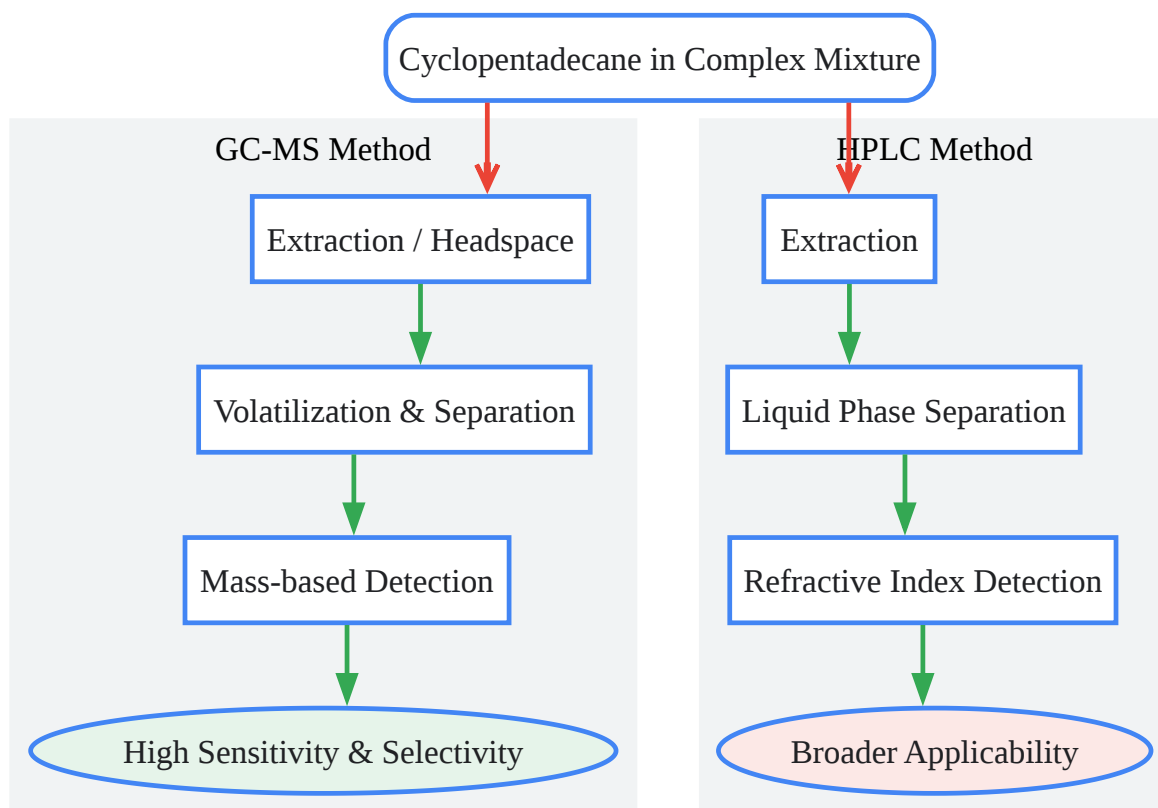 Cyclopentadecane in Complex Mixture
GC-MS Method
Extraction / Headspace
Volatilization & Separation
Mass-based Detection
High Sensitivity & Selectivity
HPLC Method
Extraction
Liquid Phase Separation
Refractive Index Detection
Broader Applicability